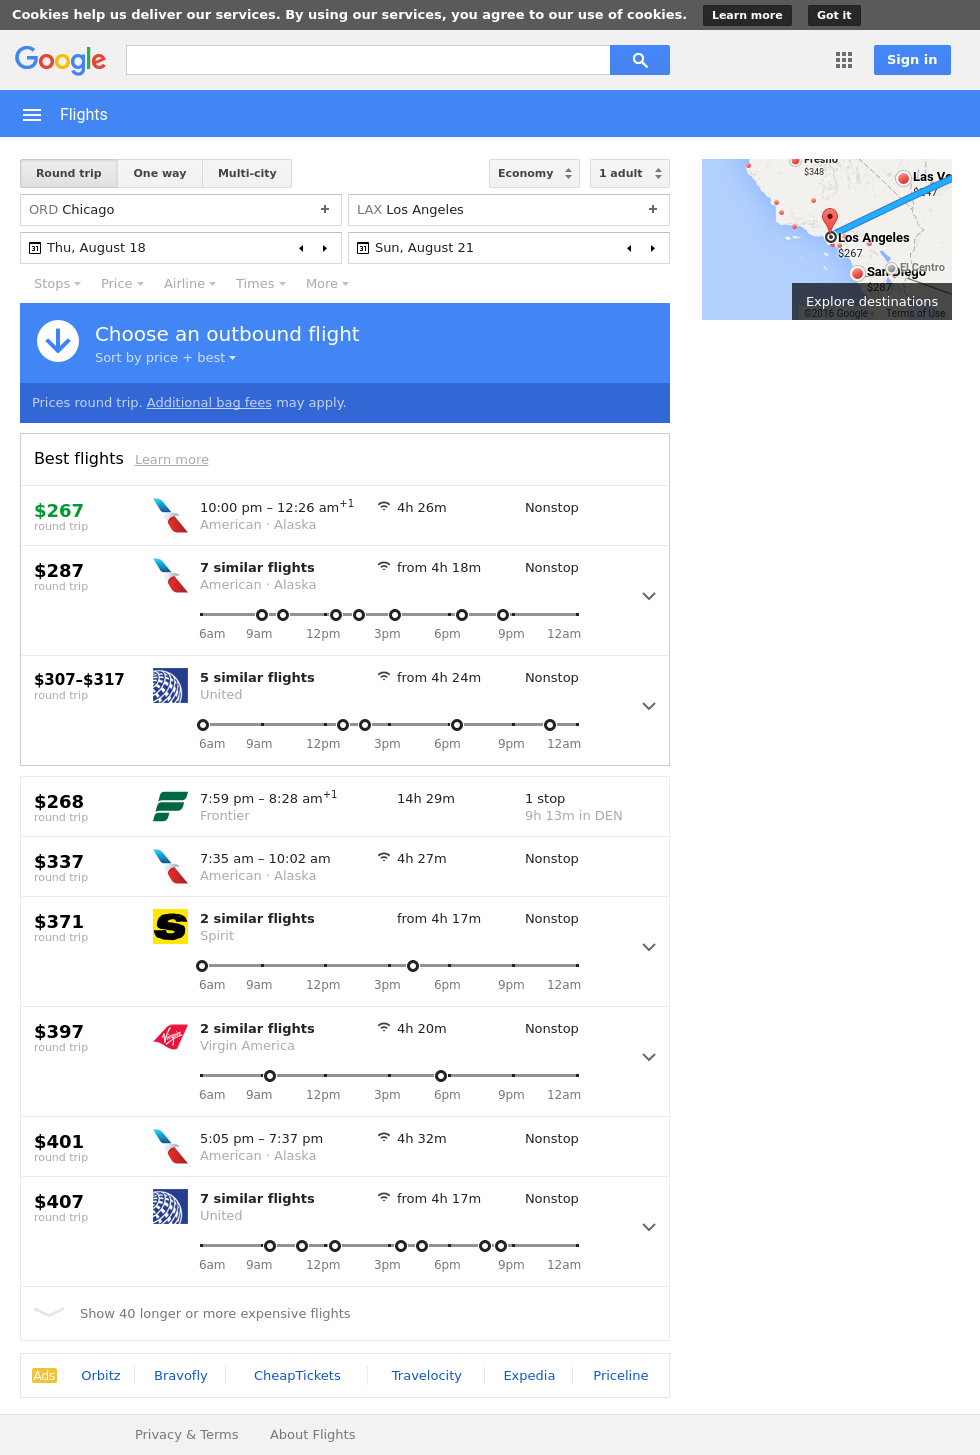 Cookies help us deliver our services. By using our services, you agree to our use of cookies. Learn more Got it
Google Sign in
Flights
Round trip One way Multi-city Economy 1 adult
ORD Chicago + LAX Los Angeles +
31 Thu, August 18 31 Sun, August 21
Stops Price Airline Times More
Choose an outbound flight
Sort by price + best
Prices round trip. Additional bag fees may apply.
Fresno
$348
Las Ve
Los Angeles
$267
El Centro
San Diego
$287
Explore destinations
©2016 Google - Terms of Use
Best flights Learn more
$267 10:00 pm – 12:26 am+1 4h 26m Nonstop
round trip American · Alaska
$287 7 similar flights from 4h 18m Nonstop
round trip American · Alaska
6am 9am 12pm 3pm 6pm 9pm 12am
$307–$317 5 similar flights from 4h 24m Nonstop
round trip United
6am 9am 12pm 3pm 6pm 9pm 12am
$268 7:59 pm – 8:28 am+1 14h 29m 1 stop
round trip Frontier 9h 13m in DEN
$337 7:35 am – 10:02 am 4h 27m Nonstop
round trip American · Alaska
$371 2 similar flights from 4h 17m Nonstop
round trip Spirit
6am 9am 12pm 3pm 6pm 9pm 12am
$397 Virgin 2 similar flights 4h 20m Nonstop
round trip Virgin America
6am 9am 12pm 3pm 6pm 9pm 12am
$401 5:05 pm – 7:37 pm 4h 32m Nonstop
round trip American · Alaska
$407 7 similar flights from 4h 17m Nonstop
round trip United
6am 9am 12pm 3pm 6pm 9pm 12am
Show 40 longer or more expensive flights
Ads Orbitz Bravofly CheapTickets Travelocity Expedia Priceline
Privacy & Terms About Flights